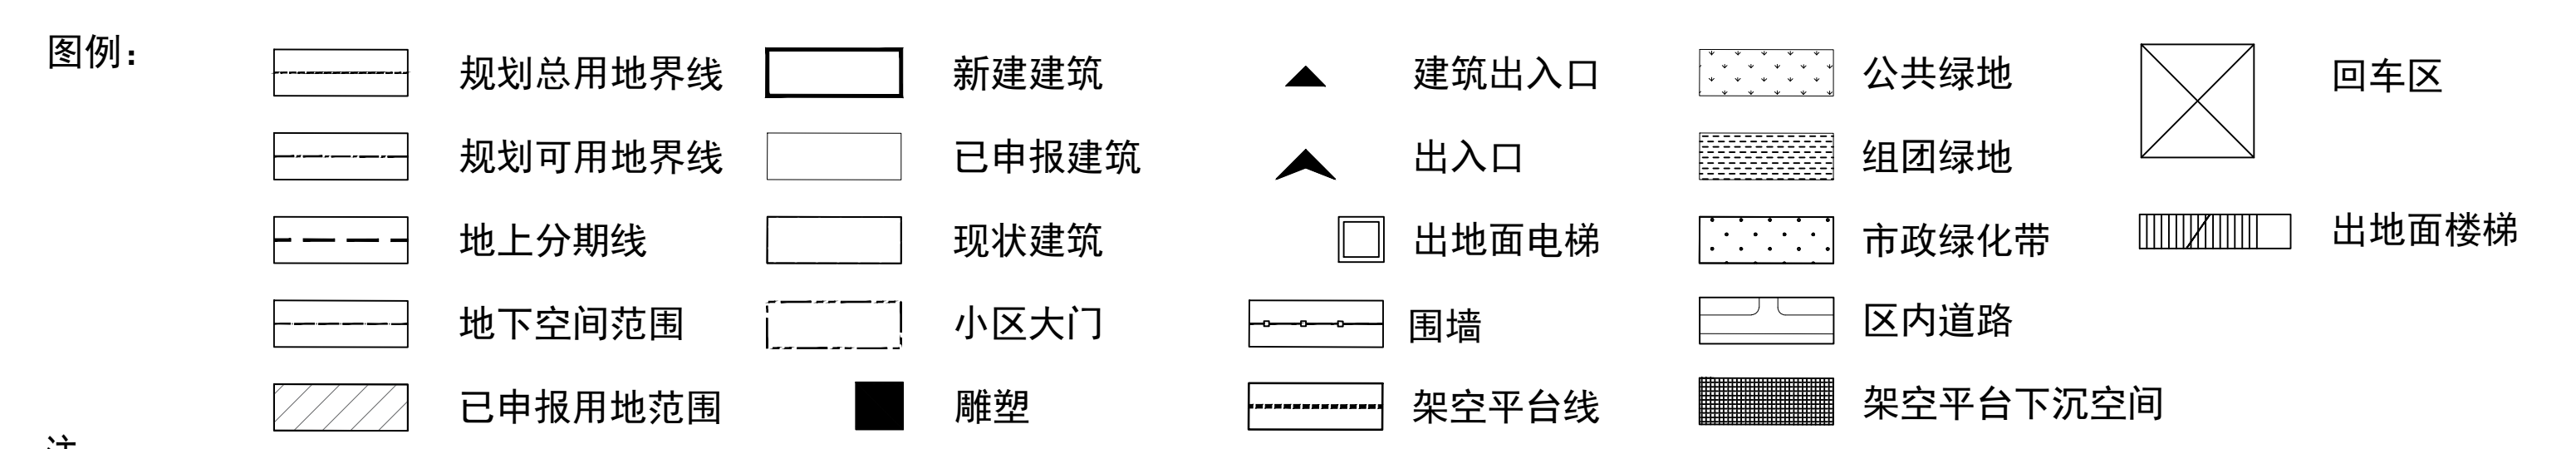 图例:
规划总用地界线 新建建筑 建筑出入口 公共绿地 回车区
规划可用地界线 已申报建筑 出入口 组团绿地
地上分期线 现状建筑 出地面电梯 市政绿化带 出地面楼梯
地下空间范围 小区大门 围墙 区内道路
已申报用地范围 雕塑 架空平台线 架空平台下沉空间